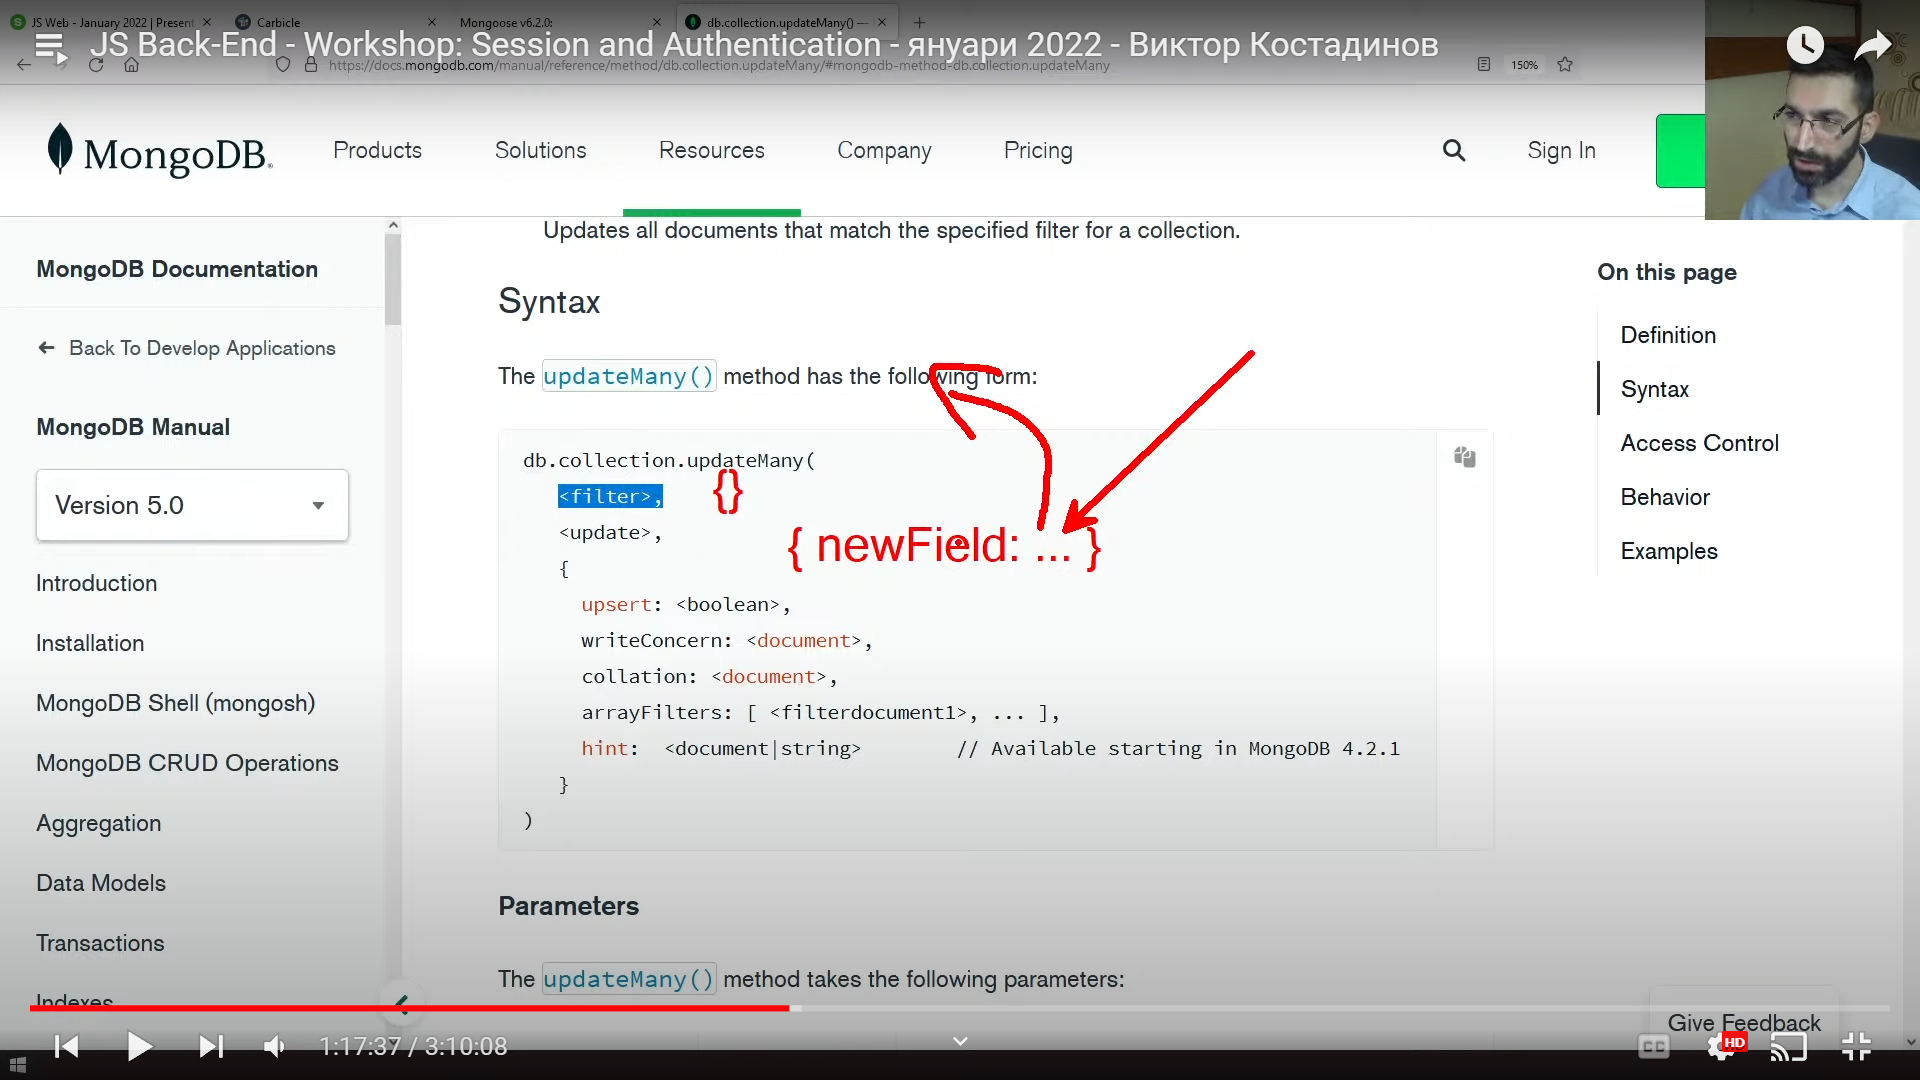 JS Web - January 2022 | Present
Carbicle
Mongoose v6.2.0:
db.collection.updateMany() —
JS Back-End - Workshop: Session and Authentication - януари 2022 - Виктор Костадинов
https://docs.mongodb.com/manual/reference/method/db.collection.updateMany/#mongodb-method-db.collection.updateMany
150%
MongoDB.
Products
Solutions
Resources
Company
Pricing
Sign In
MongoDB Documentation
Back To Develop Applications
MongoDB Manual
Version 5.0
Introduction
Installation
MongoDB Shell (mongosh)
MongoDB CRUD Operations
Aggregation
Data Models
Transactions
Indexes
Updates all documents that match the specified filter for a collection.
Syntax
The updateMany() method has the following form:
db.collection.updateMany(
<filter>,
{}
<update>,
{ newField: ... }
{
upsert: <boolean>,
writeConcern: <document>,
collation: <document>,
arrayFilters: [ <filterdocument1>, ... ],
hint:  <document|string>        // Available starting in MongoDB 4.2.1
}
)
Parameters
The updateMany() method takes the following parameters:
On this page
Definition
Syntax
Access Control
Behavior
Examples
Give Feedback
1:17:37 / 3:10:08
CC
HD